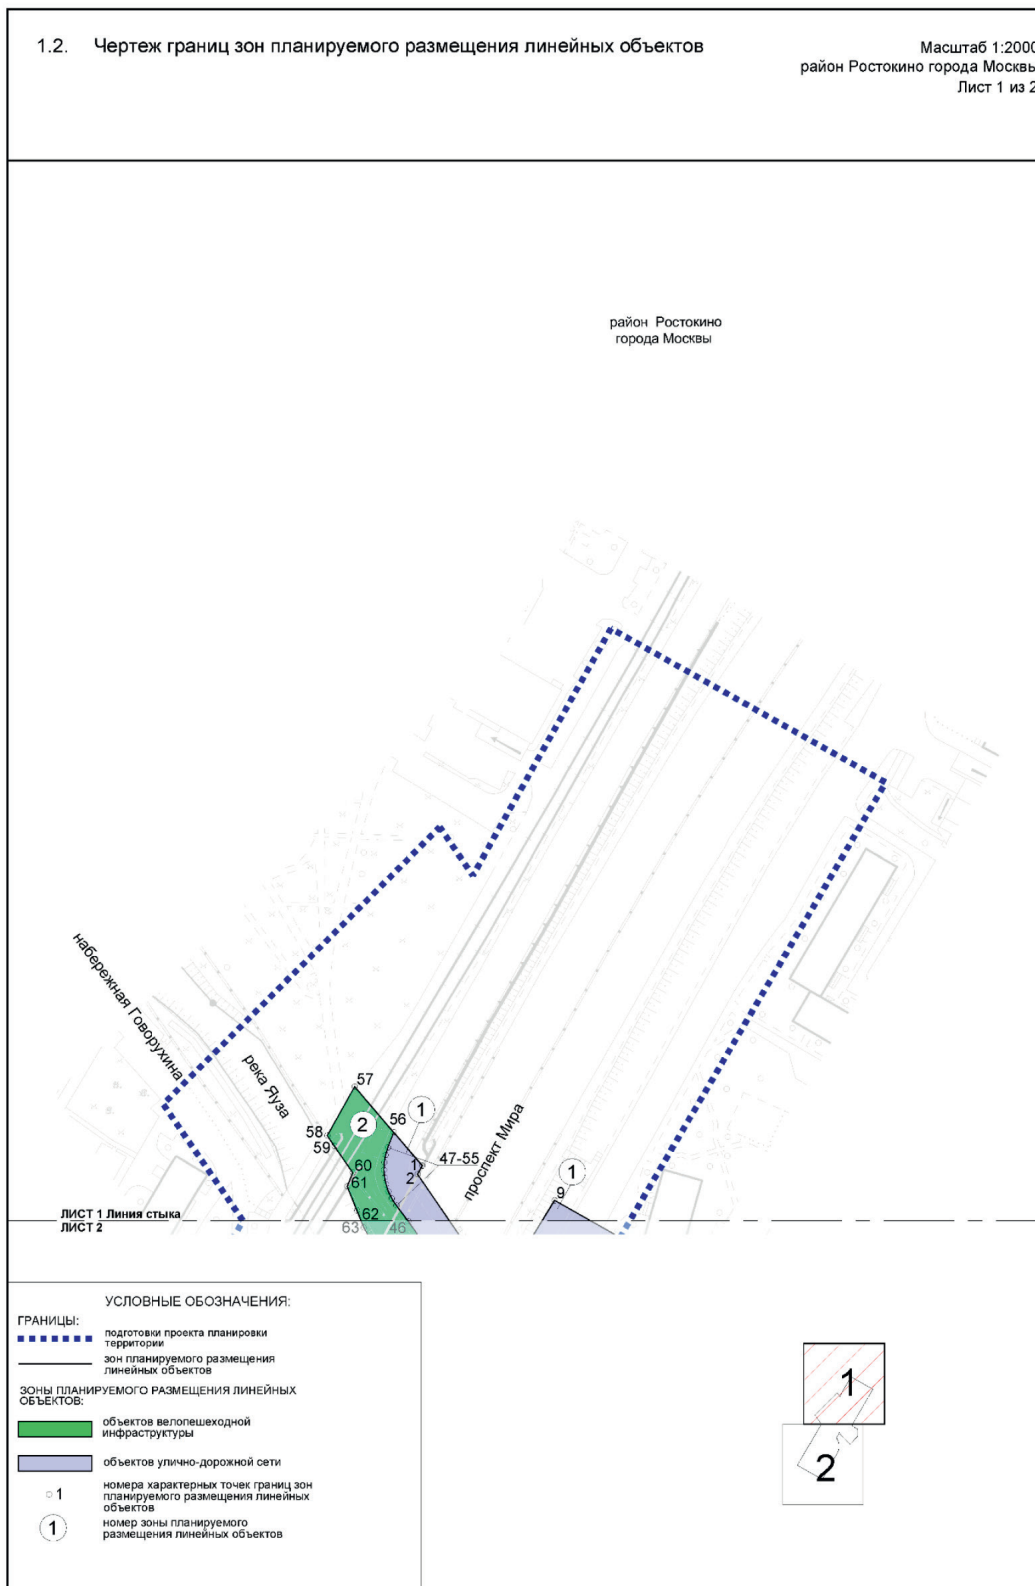 1.2. Чертеж границ зон планируемого размещения линейных объектов
Масштаб 1:2000
район Ростокино города Москвы
Лист 1 из 2
район Ростокино
города Москвы
набережная Говорухина
река Яуза
проспект Мира
57
56
1
2
58
59
60
61
62
63
46
1
2
47-55
1
9
ЛИСТ 1 Линия стыка
ЛИСТ 2
УСЛОВНЫЕ ОБОЗНАЧЕНИЯ:
ГРАНИЦЫ:
подготовки проекта планировки
территории
зон планируемого размещения
линейных объектов
ЗОНЫ ПЛАНИРУЕМОГО РАЗМЕЩЕНИЯ ЛИНЕЙНЫХ
ОБЪЕКТОВ:
объектов велопешеходной
инфраструктуры
объектов улично-дорожной сети
1
номера характерных точек границ зон
планируемого размещения линейных
объектов
1
номер зоны планируемого
размещения линейных объектов
1
2